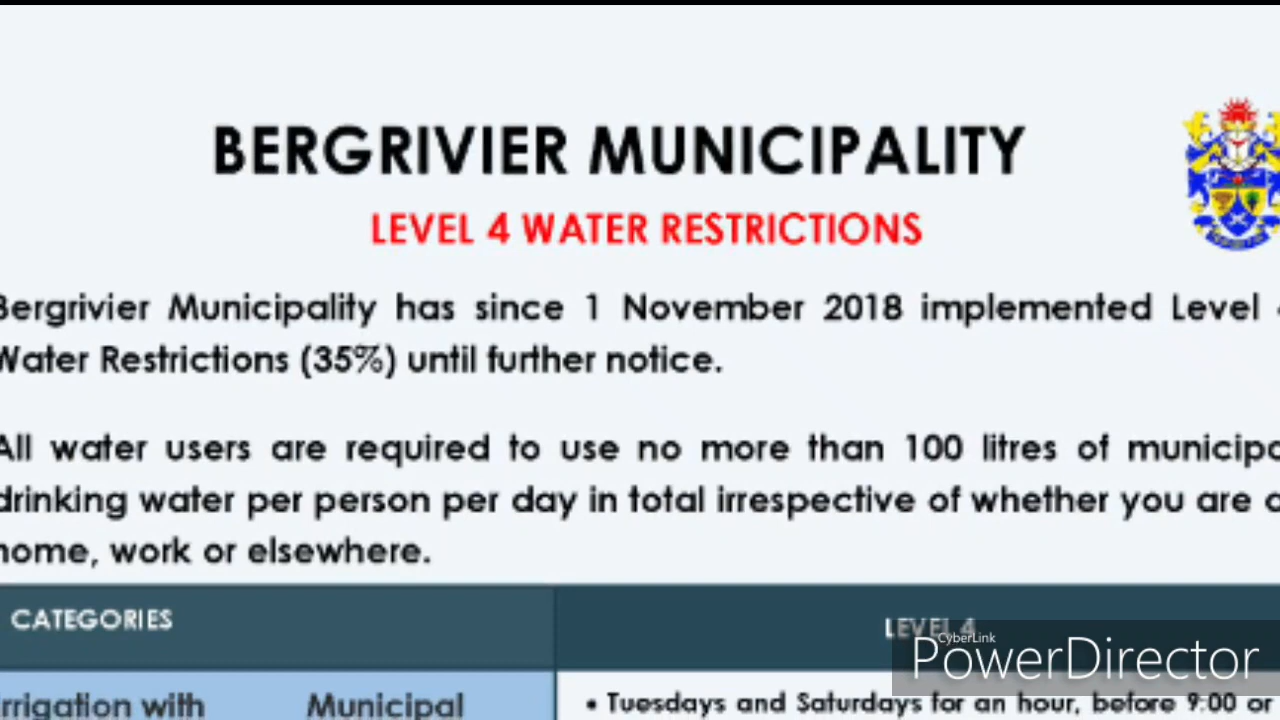 BERGRIVIER MUNICIPALITY
LEVEL 4 WATER RESTRICTIONS
Bergrivier Municipality has since 1 November 2018 implemented Level
Water Restrictions (35%) until further notice.
All water users are required to use no more than 100 litres of municipa
drinking water per person per day in total irrespective of whether you are
home, work or elsewhere.
CATEGORIES
LEVEL 4
CyberLink
PowerDirector
Irrigation with Municipal
• Tuesdays and Saturdays for an hour, before 9:00 or